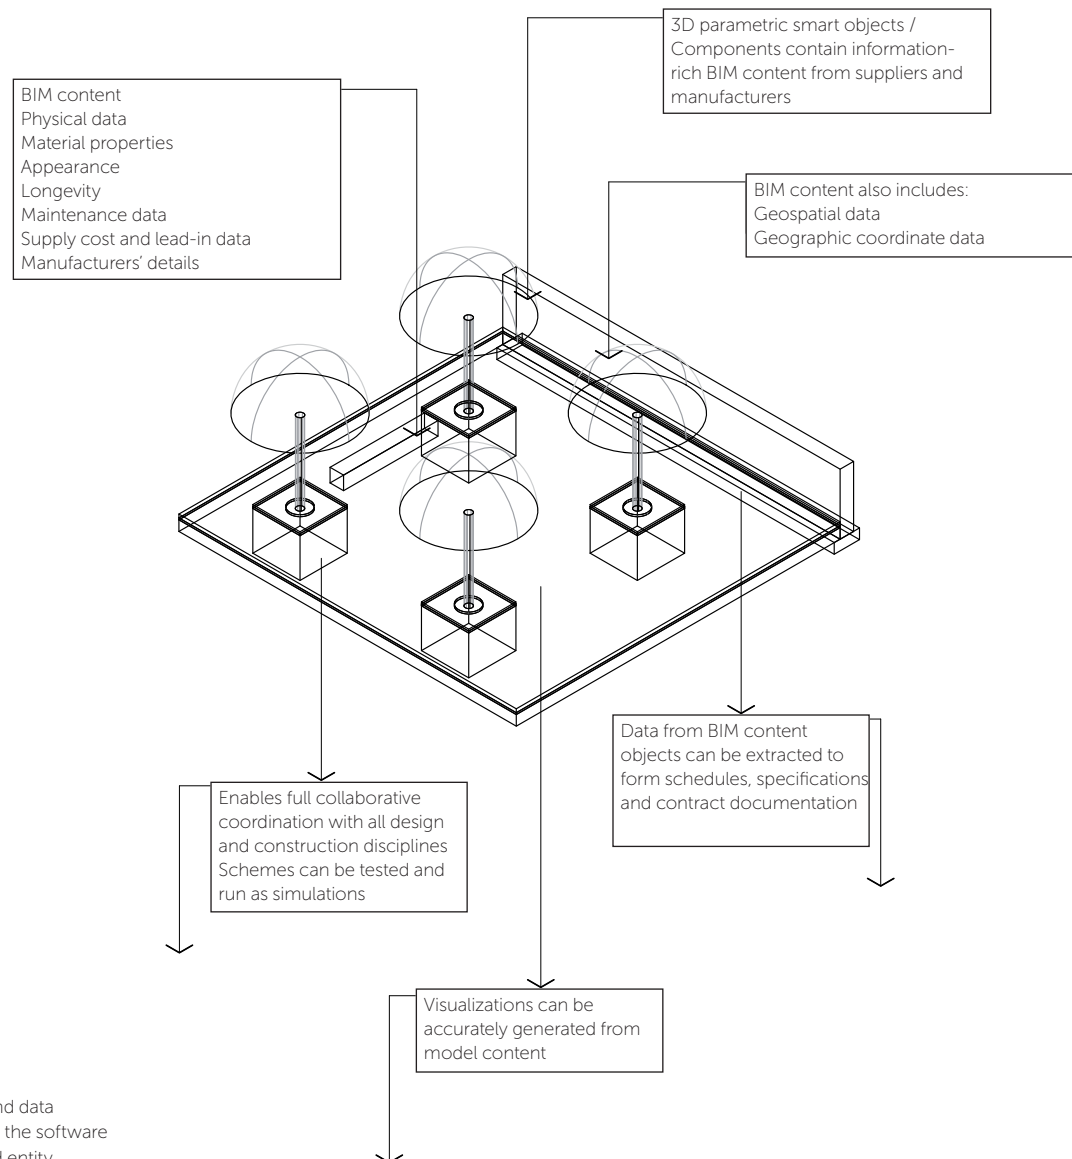 3D parametric smart objects /
Components contain information-
rich BIM content from suppliers and
manufacturers
BIM content
Physical data
Material properties
Appearance
Longevity
Maintenance data
Supply cost and lead-in data
Manufacturers’ details
BIM content also includes:
Geospatial data
Geographic coordinate data
Data from BIM content
objects can be extracted to
form schedules, specifications
and contract documentation
Enables full collaborative
coordination with all design
and construction disciplines
Schemes can be tested and
run as simulations
Visualizations can be
accurately generated from
model content
data
the software
entity